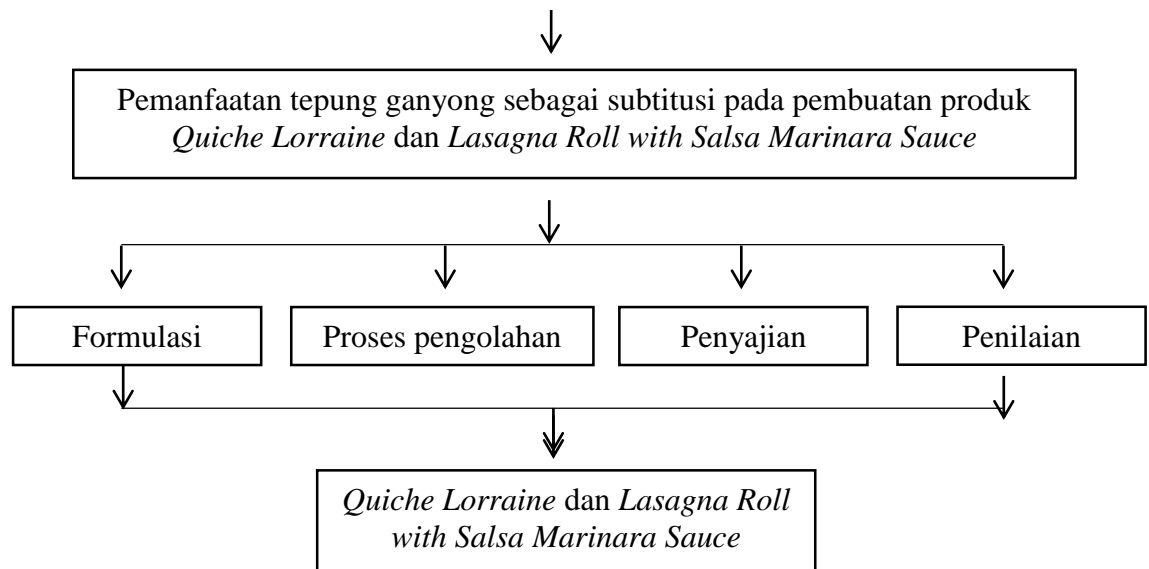 Pemanfaatan tepung ganyong sebagai subtitusi pada pembuatan produk
Quiche Lorraine dan Lasagna Roll with Salsa Marinara Sauce
Formulasi
Proses pengolahan
Penyajian
Penilaian
Quiche Lorraine dan Lasagna Roll
with Salsa Marinara Sauce